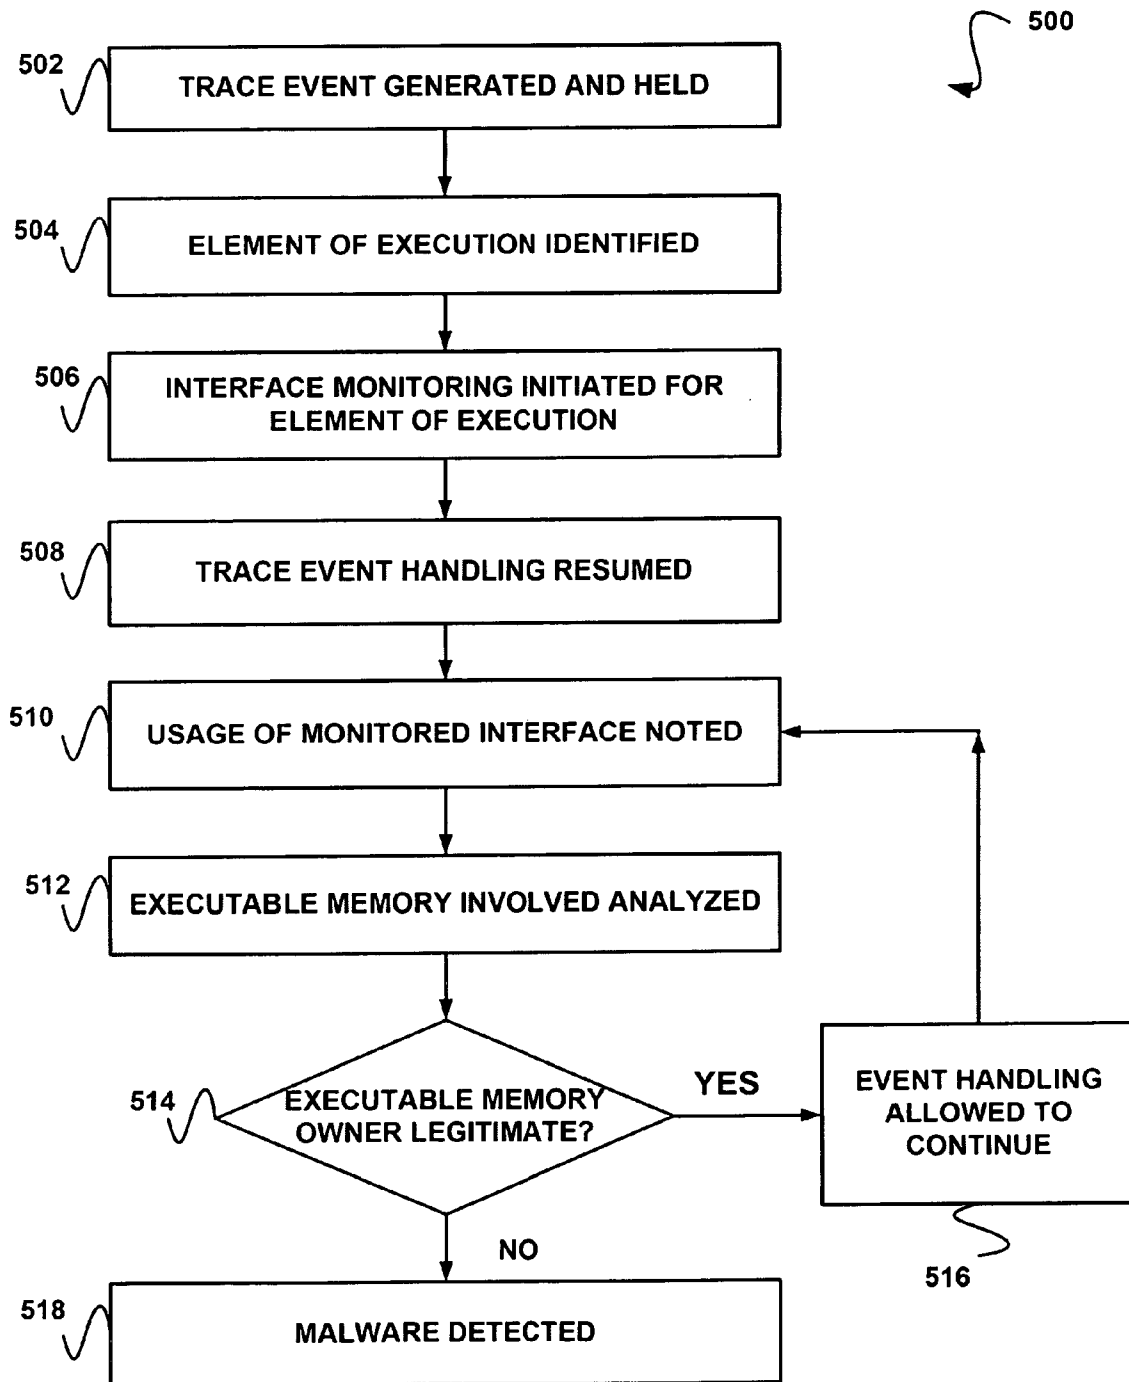 500
502
TRACE EVENT GENERATED AND HELD
504
ELEMENT OF EXECUTION IDENTIFIED
506
INTERFACE MONITORING INITIATED FOR
ELEMENT OF EXECUTION
508
TRACE EVENT HANDLING RESUMED
510
USAGE OF MONITORED INTERFACE NOTED
512
EXECUTABLE MEMORY INVOLVED ANALYZED
514
EXECUTABLE MEMORY
OWNER LEGITIMATE?
YES
EVENT HANDLING
ALLOWED TO
CONTINUE
516
NO
518
MALWARE DETECTED